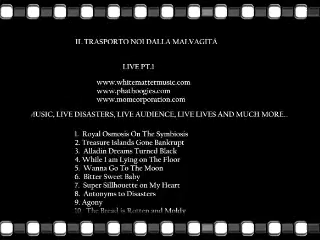 IL TRASPORTO NOI DALLA MALVAGITÀ
LIVE PT.1
www.whitemattermusic.com
www.phatboogies.com
www.momcorporation.com
MUSIC, LIVE DISASTERS, LIVE AUDIENCE, LIVE LIVES AND MUCH MORE...
1. Royal Osmosis On The Symbiosis
2. Treasure Islands Gone Bankrupt
3. Alladin Dreams Turned Black
4. While I am Lying on The Floor
5. Wanna Go To The Moon
6. Bitter Sweet Baby
7. Super Sillhouette on My Heart
8. Antonyms to Disasters
9. Agony
10. The Bread is Rotten and Moldy